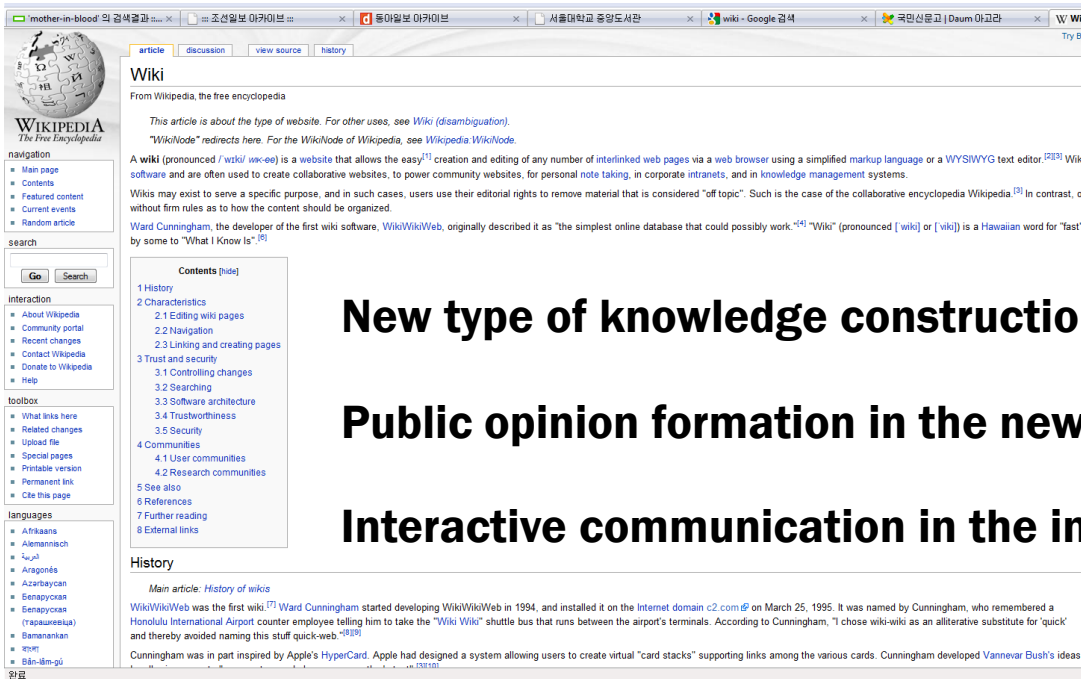 'mother-in-blood' 의 검색결과 ::...
::: 조선일보 아카이브 :::
동아일보 아카이브
서울대학교 중앙도서관
wiki - Google 검색
국민신문고 | Daum 아고라
W Wi
Try B
article discussion view source history
Wiki
From Wikipedia, the free encyclopedia
This article is about the type of website. For other uses, see Wiki (disambiguation).
"WikiNode" redirects here. For the WikiNode of Wikipedia, see Wikipedia:WikiNode.
A wiki (pronounced /ˈwɪki/ WIK-ee) is a website that allows the easy[1] creation and editing of any number of interlinked web pages via a web browser using a simplified markup language or a WYSIWYG text editor.[2][3] Wik
software and are often used to create collaborative websites, to power community websites, for personal note taking, in corporate intranets, and in knowledge management systems.
Wikis may exist to serve a specific purpose, and in such cases, users use their editorial rights to remove material that is considered "off topic". Such is the case of the collaborative encyclopedia Wikipedia.[3] In contrast, o
without firm rules as to how the content should be organized.
Ward Cunningham, the developer of the first wiki software, WikiWikiWeb, originally described it as "the simplest online database that could possibly work."[4] "Wiki" (pronounced [ˈwiki] or [ˈviki]) is a Hawaiian word for "fast"
by some to "What I Know Is".[6]
WIKIPEDIA
The Free Encyclopedia
navigation
Main page
Contents
Featured content
Current events
Random article
search
Go Search
interaction
About Wikipedia
Community portal
Recent changes
Contact Wikipedia
Donate to Wikipedia
Help
toolbox
What links here
Related changes
Upload file
Special pages
Printable version
Permanent link
Cite this page
languages
Afrikaans
Alemannisch
العربية
Aragonés
Azərbaycan
Беларуская
Беларуская
(тарашкевіца)
Bamanankan
বাংলা
Bân-lâm-gú
Contents [hide]
1 History
2 Characteristics
2.1 Editing wiki pages
2.2 Navigation
2.3 Linking and creating pages
3 Trust and security
3.1 Controlling changes
3.2 Searching
3.3 Software architecture
3.4 Trustworthiness
3.5 Security
4 Communities
4.1 User communities
4.2 Research communities
5 See also
6 References
7 Further reading
8 External links
New type of knowledge constructio
Public opinion formation in the new
Interactive communication in the in
History
Main article: History of wikis
WikiWikiWeb was the first wiki.[7] Ward Cunningham started developing WikiWikiWeb in 1994, and installed it on the Internet domain c2.com on March 25, 1995. It was named by Cunningham, who remembered a
Honolulu International Airport counter employee telling him to take the "Wiki Wiki" shuttle bus that runs between the airport's terminals. According to Cunningham, "I chose wiki-wiki as an alliterative substitute for 'quick'
and thereby avoided naming this stuff quick-web."[8][9]
Cunningham was in part inspired by Apple's HyperCard. Apple had designed a system allowing users to create virtual "card stacks" supporting links among the various cards. Cunningham developed Vannevar Bush's ideas
완료